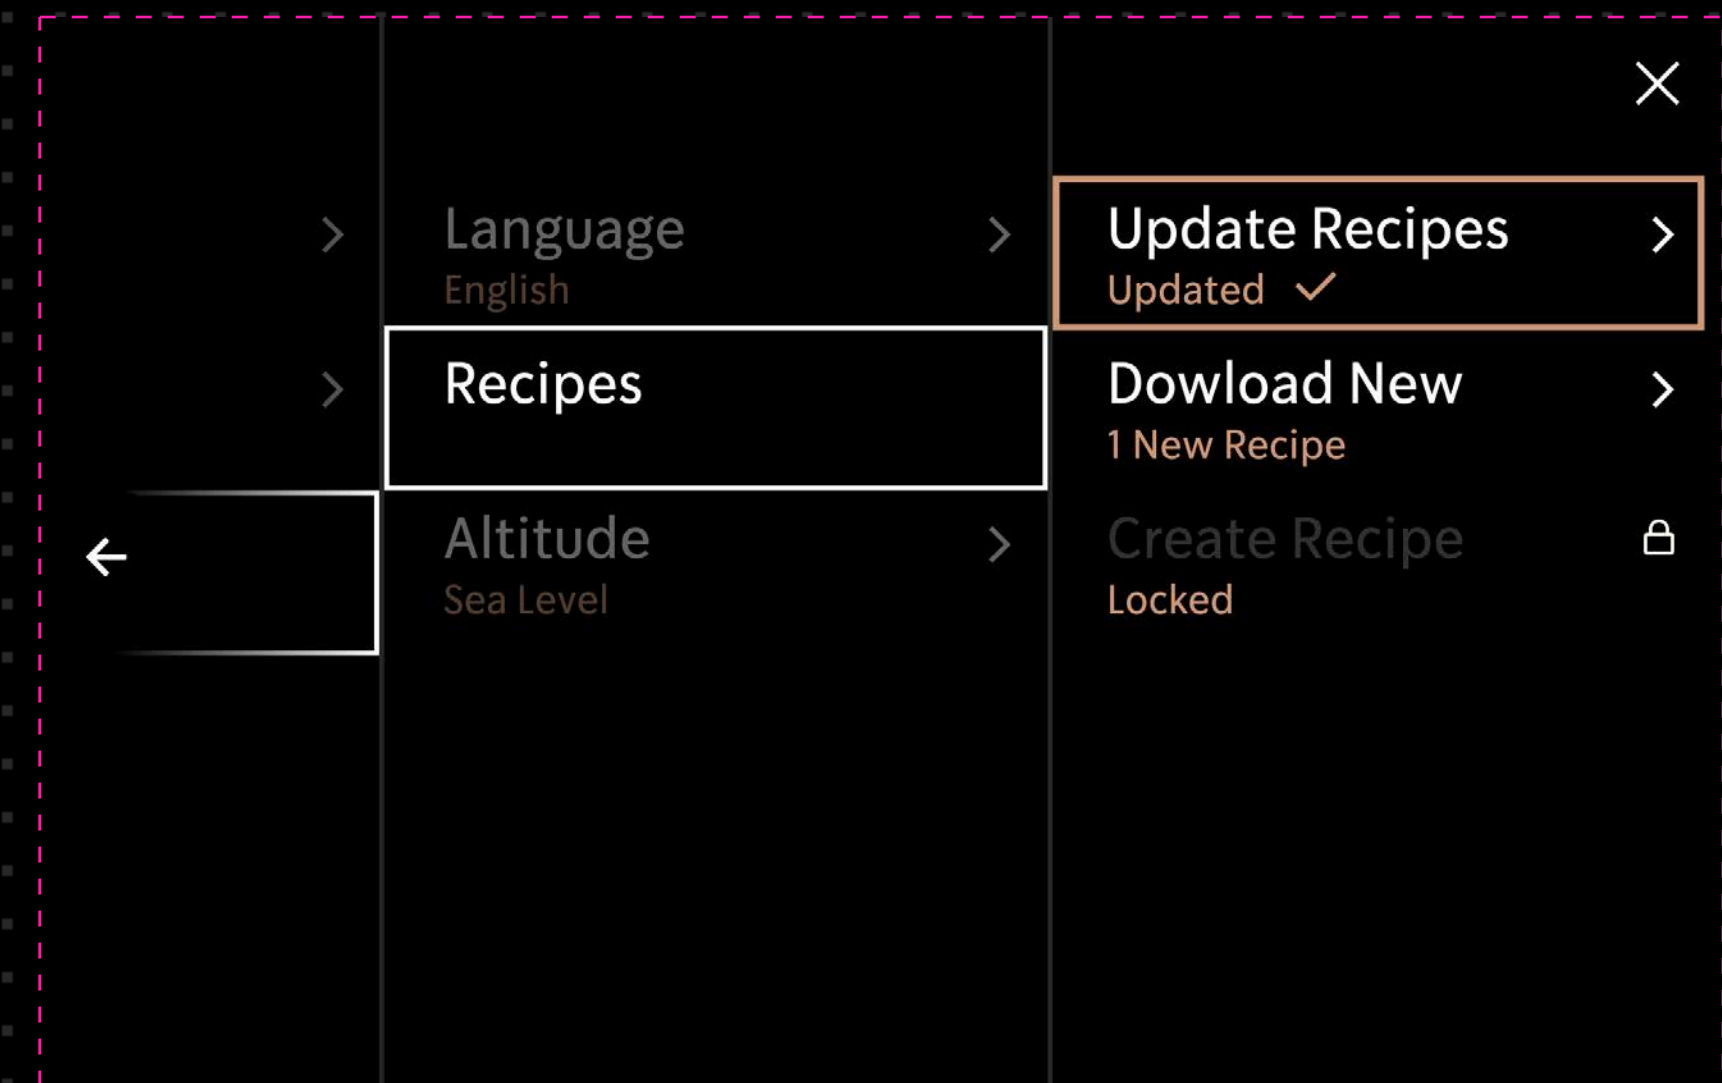 Language
English
Recipes
Altitude
Sea Level
Update Recipes
Updated
Dowload New
1 New Recipe
Create Recipe
Locked